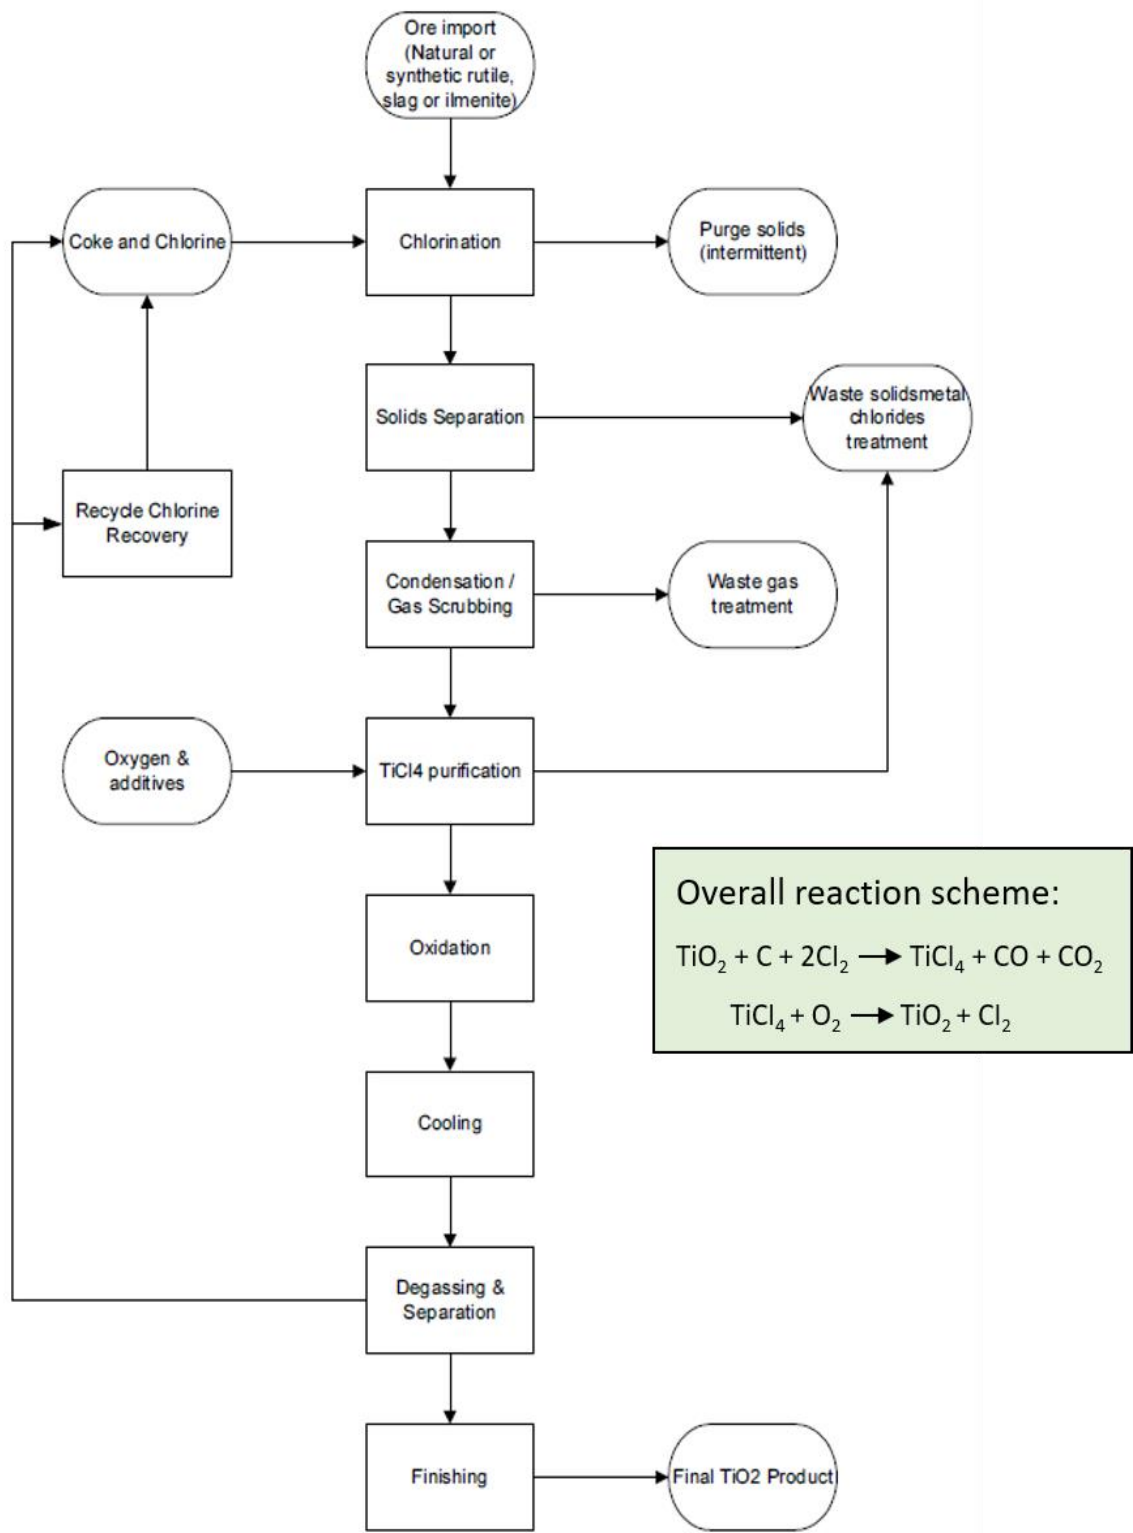 Ore import
(Natural or
synthetic rutile,
slag or ilmenite)
Coke and Chlorine
Chlorination
Purge solids
(intermittent)
Solids Separation
Waste solidsmetal
chlorides
treatment
Recycle Chlorine
Recovery
Condensation /
Gas Scrubbing
Waste gas
treatment
Oxygen &
additives
TiCl4 purification
Overall reaction scheme:
TiO₂ + C + 2Cl₂ → TiCl₄ + CO + CO₂
TiCl₄ + O₂ → TiO₂ + Cl₂
Oxidation
Cooling
Degassing &
Separation
Finishing
Final TiO2 Product